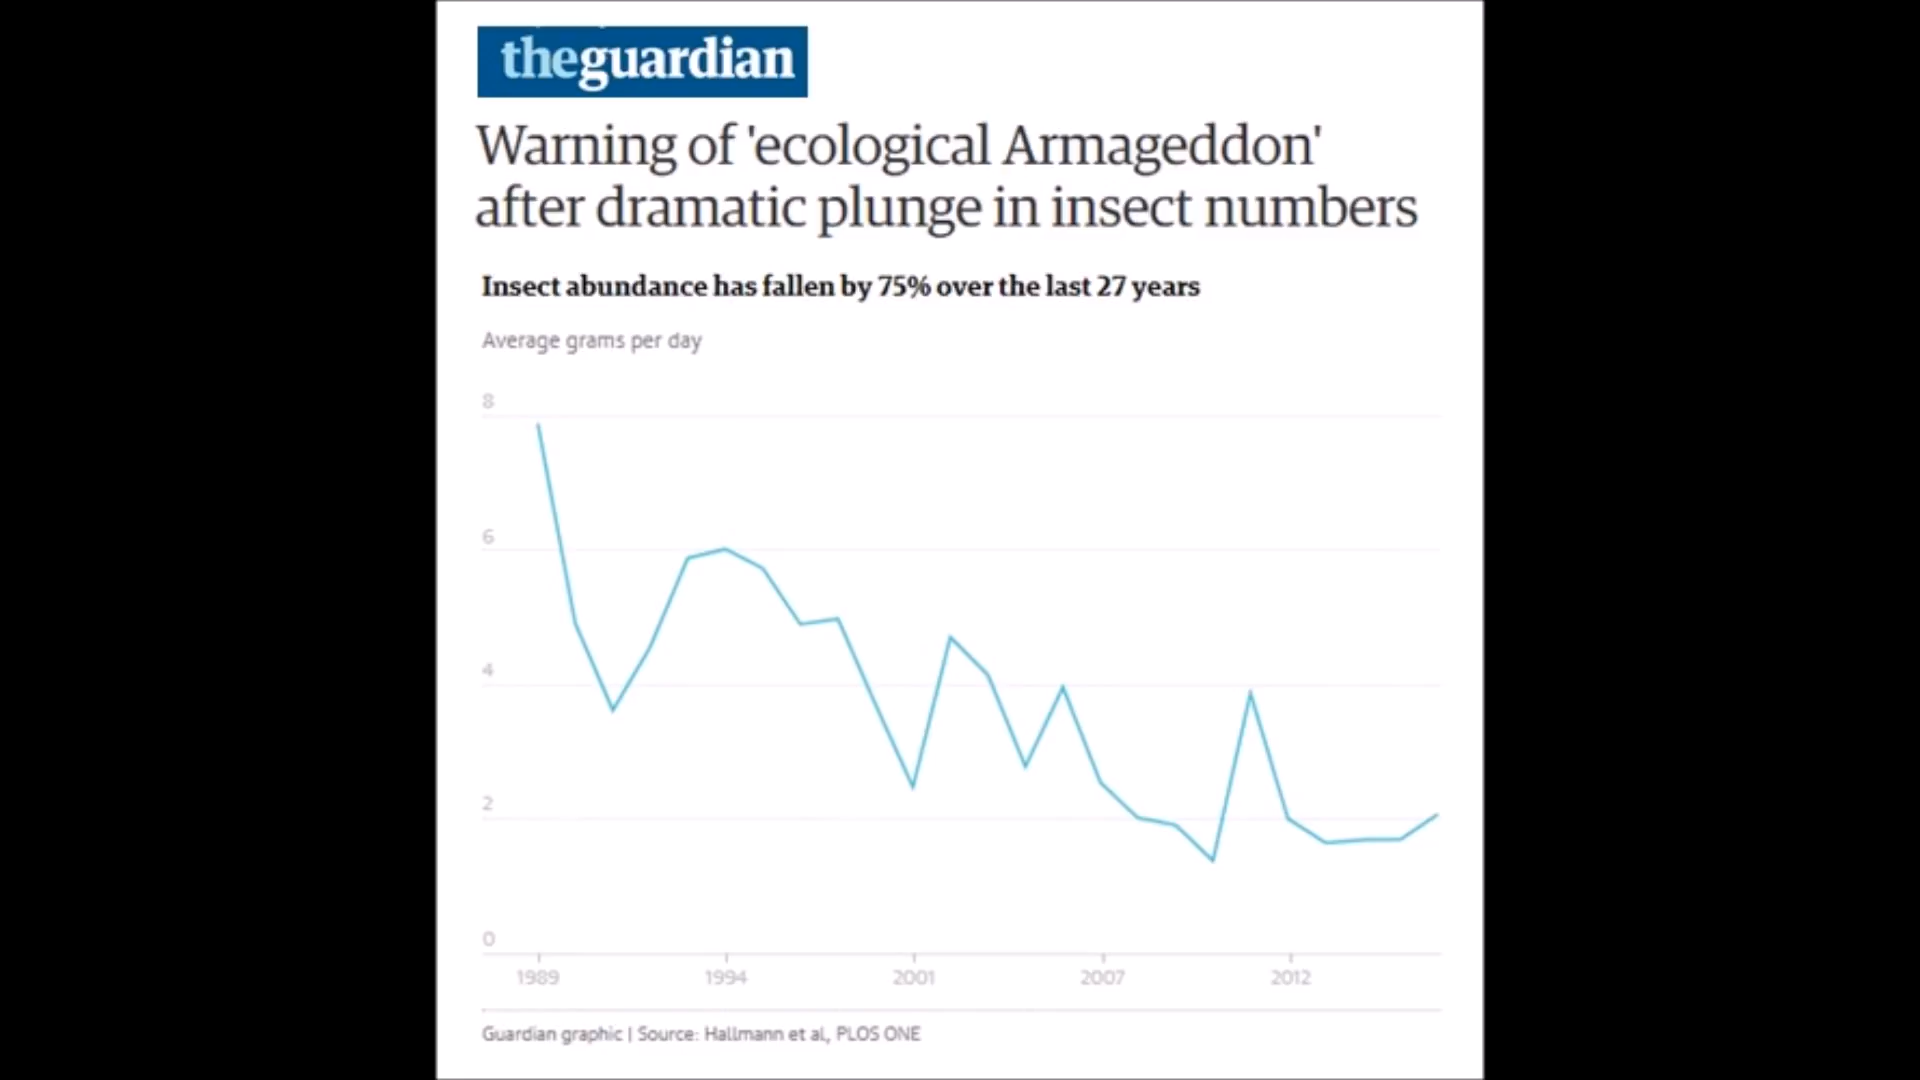 theguardian
Warning of 'ecological Armageddon'
after dramatic plunge in insect numbers
Insect abundance has fallen by 75% over the last 27 years
Average grams per day
8
6
4
2
0
1989 1994 2001 2007 2012
Guardian graphic | Source: Hallmann et al, PLOS ONE